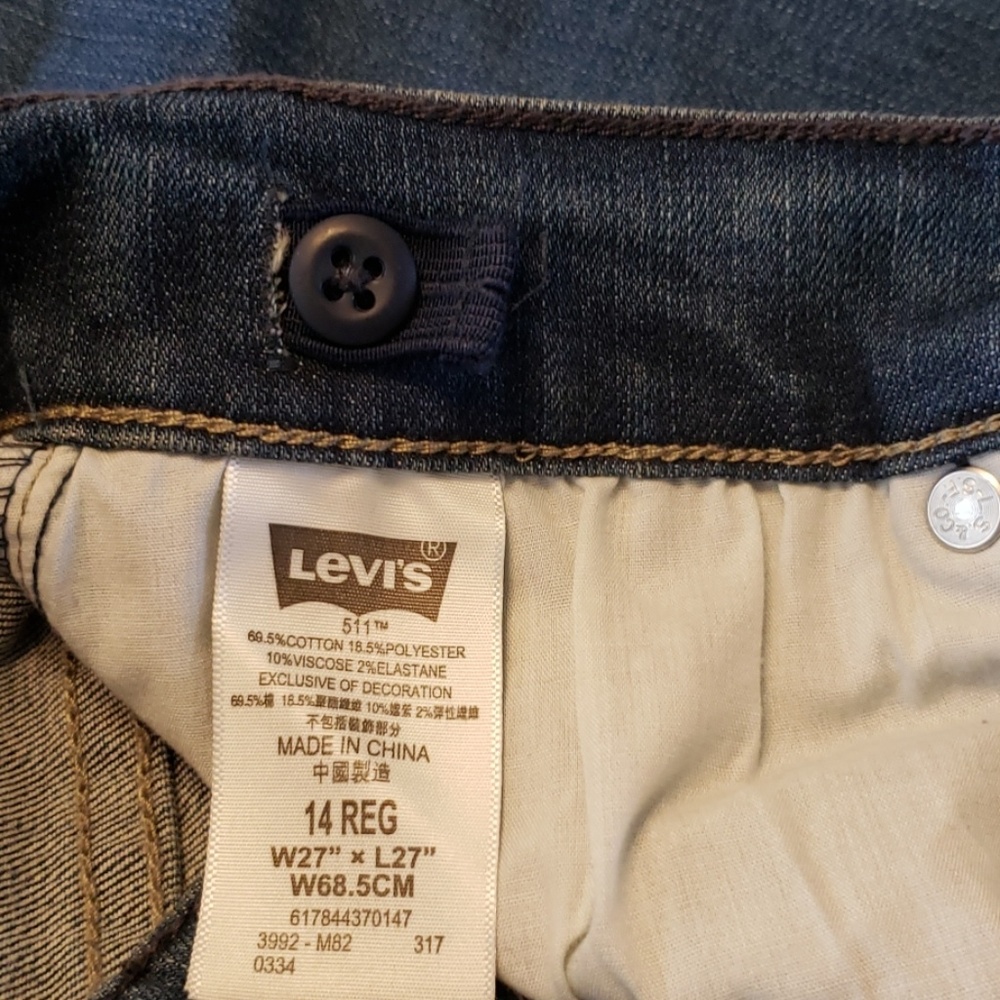 LEVI'S®
511™
69.5%COTTON 18.5%POLYESTER
10%VISCOSE 2%ELASTANE
EXCLUSIVE OF DECORATION
69.5%棉 18.5%聚酯纖維 10%嫘縈 2%彈性纖維
不包括裝飾部分
MADE IN CHINA
中國製造
14 REG
W27” × L27”
W68.5CM
617844370147
3992 - M82 317
0334